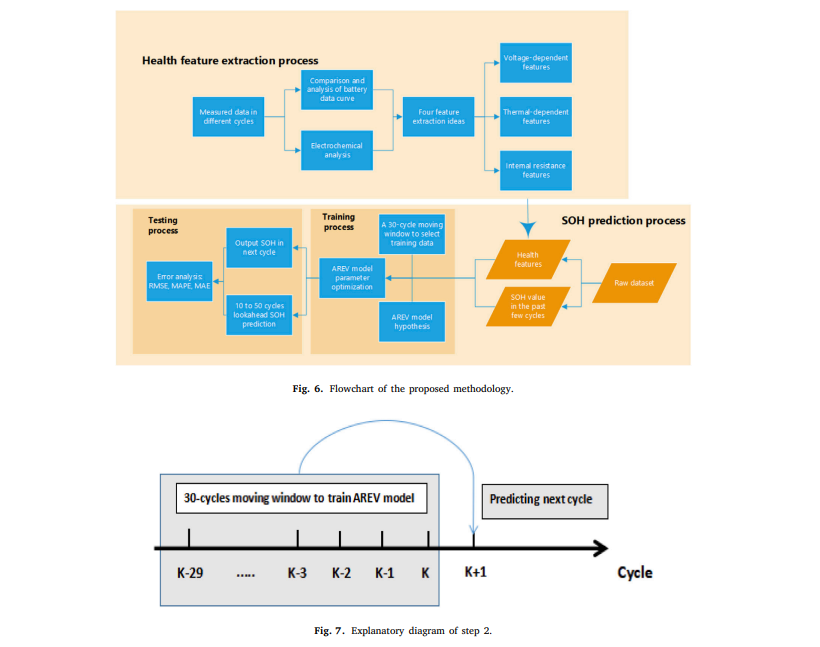 Health feature extraction process
Measured data in
different cycles
Comparison and
analysis of battery
data curve
Electrochemical
analysis
Four feature
extraction ideas
Voltage-dependent
features
Thermal-dependent
features
Internal resistance
features
SOH prediction process
Testing
process
Training
process
Output SOH in
next cycle
Error analysis:
RMSE, MAPE, MAE
10 to 50 cycles
lookahead SOH
prediction
A 30-cycle moving
window to select
training data
AREV model
parameter
optimization
AREV model
hypothesis
Health
features
SOH value
in the past
few cycles
Raw dataset
Fig. 6. Flowchart of the proposed methodology.
30-cycles moving window to train AREV model
Predicting next cycle
K-29 ..... K-3 K-2 K-1 K K+1 Cycle
Fig. 7. Explanatory diagram of step 2.